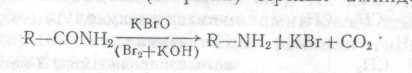 KBrO
R—CONH₂ → R—NH₂+KBr+CO₂
(Br₂+KOH)